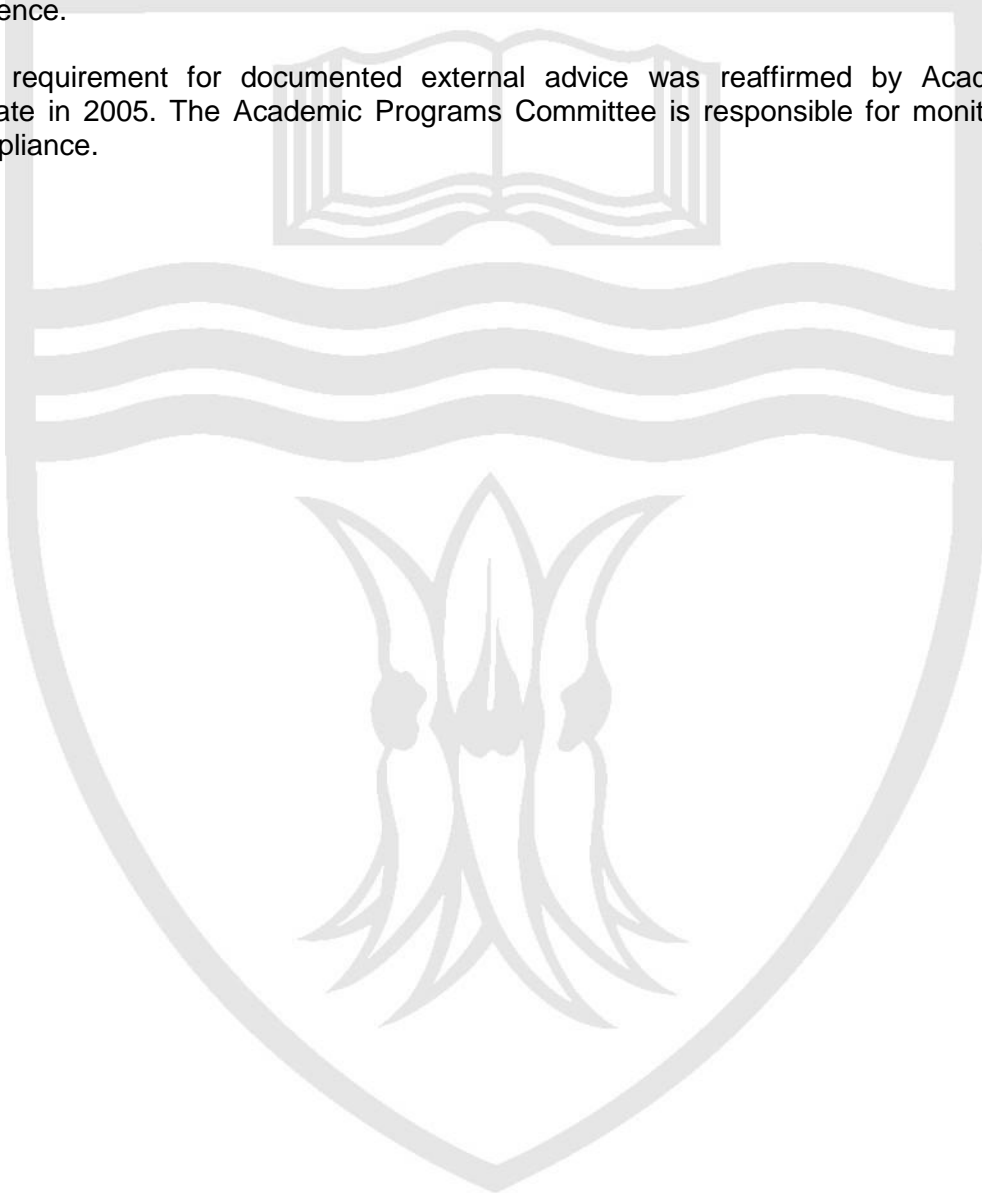 ence.
requirement for documented external advice was reaffirmed by Acad
ate in 2005. The Academic Programs Committee is responsible for monit
pliance.